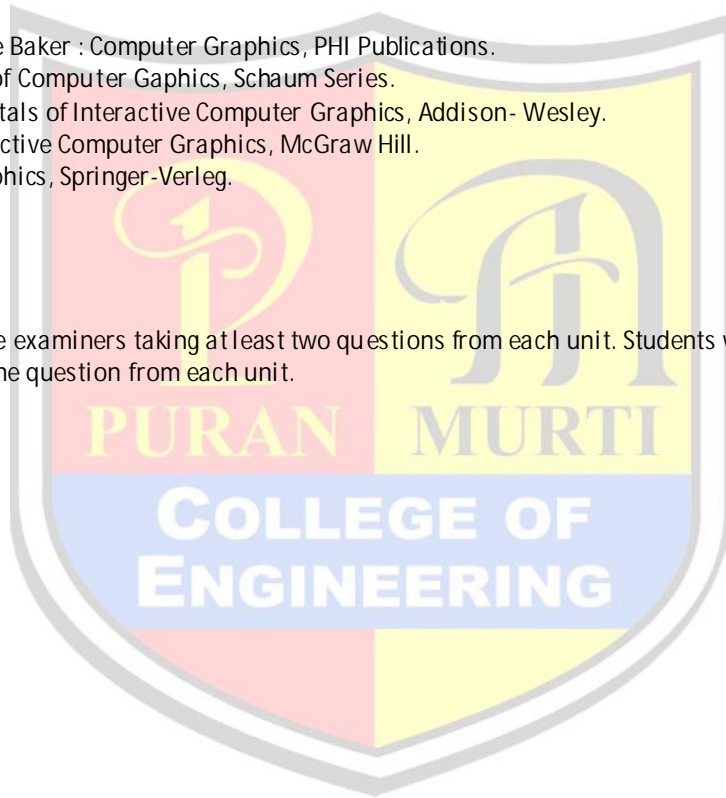 e Baker : Computer Graphics, PHI Publications.
of Computer Gaphics, Schaum Series.
tals of Interactive Computer Graphics, Addison- Wesley.
ctive Computer Graphics, McGraw Hill.
phics, Springer-Verleg.
e examiners taking at least two questions from each unit. Students w
ne question from each unit.
PURAN MURTI
COLLEGE OF
ENGINEERING